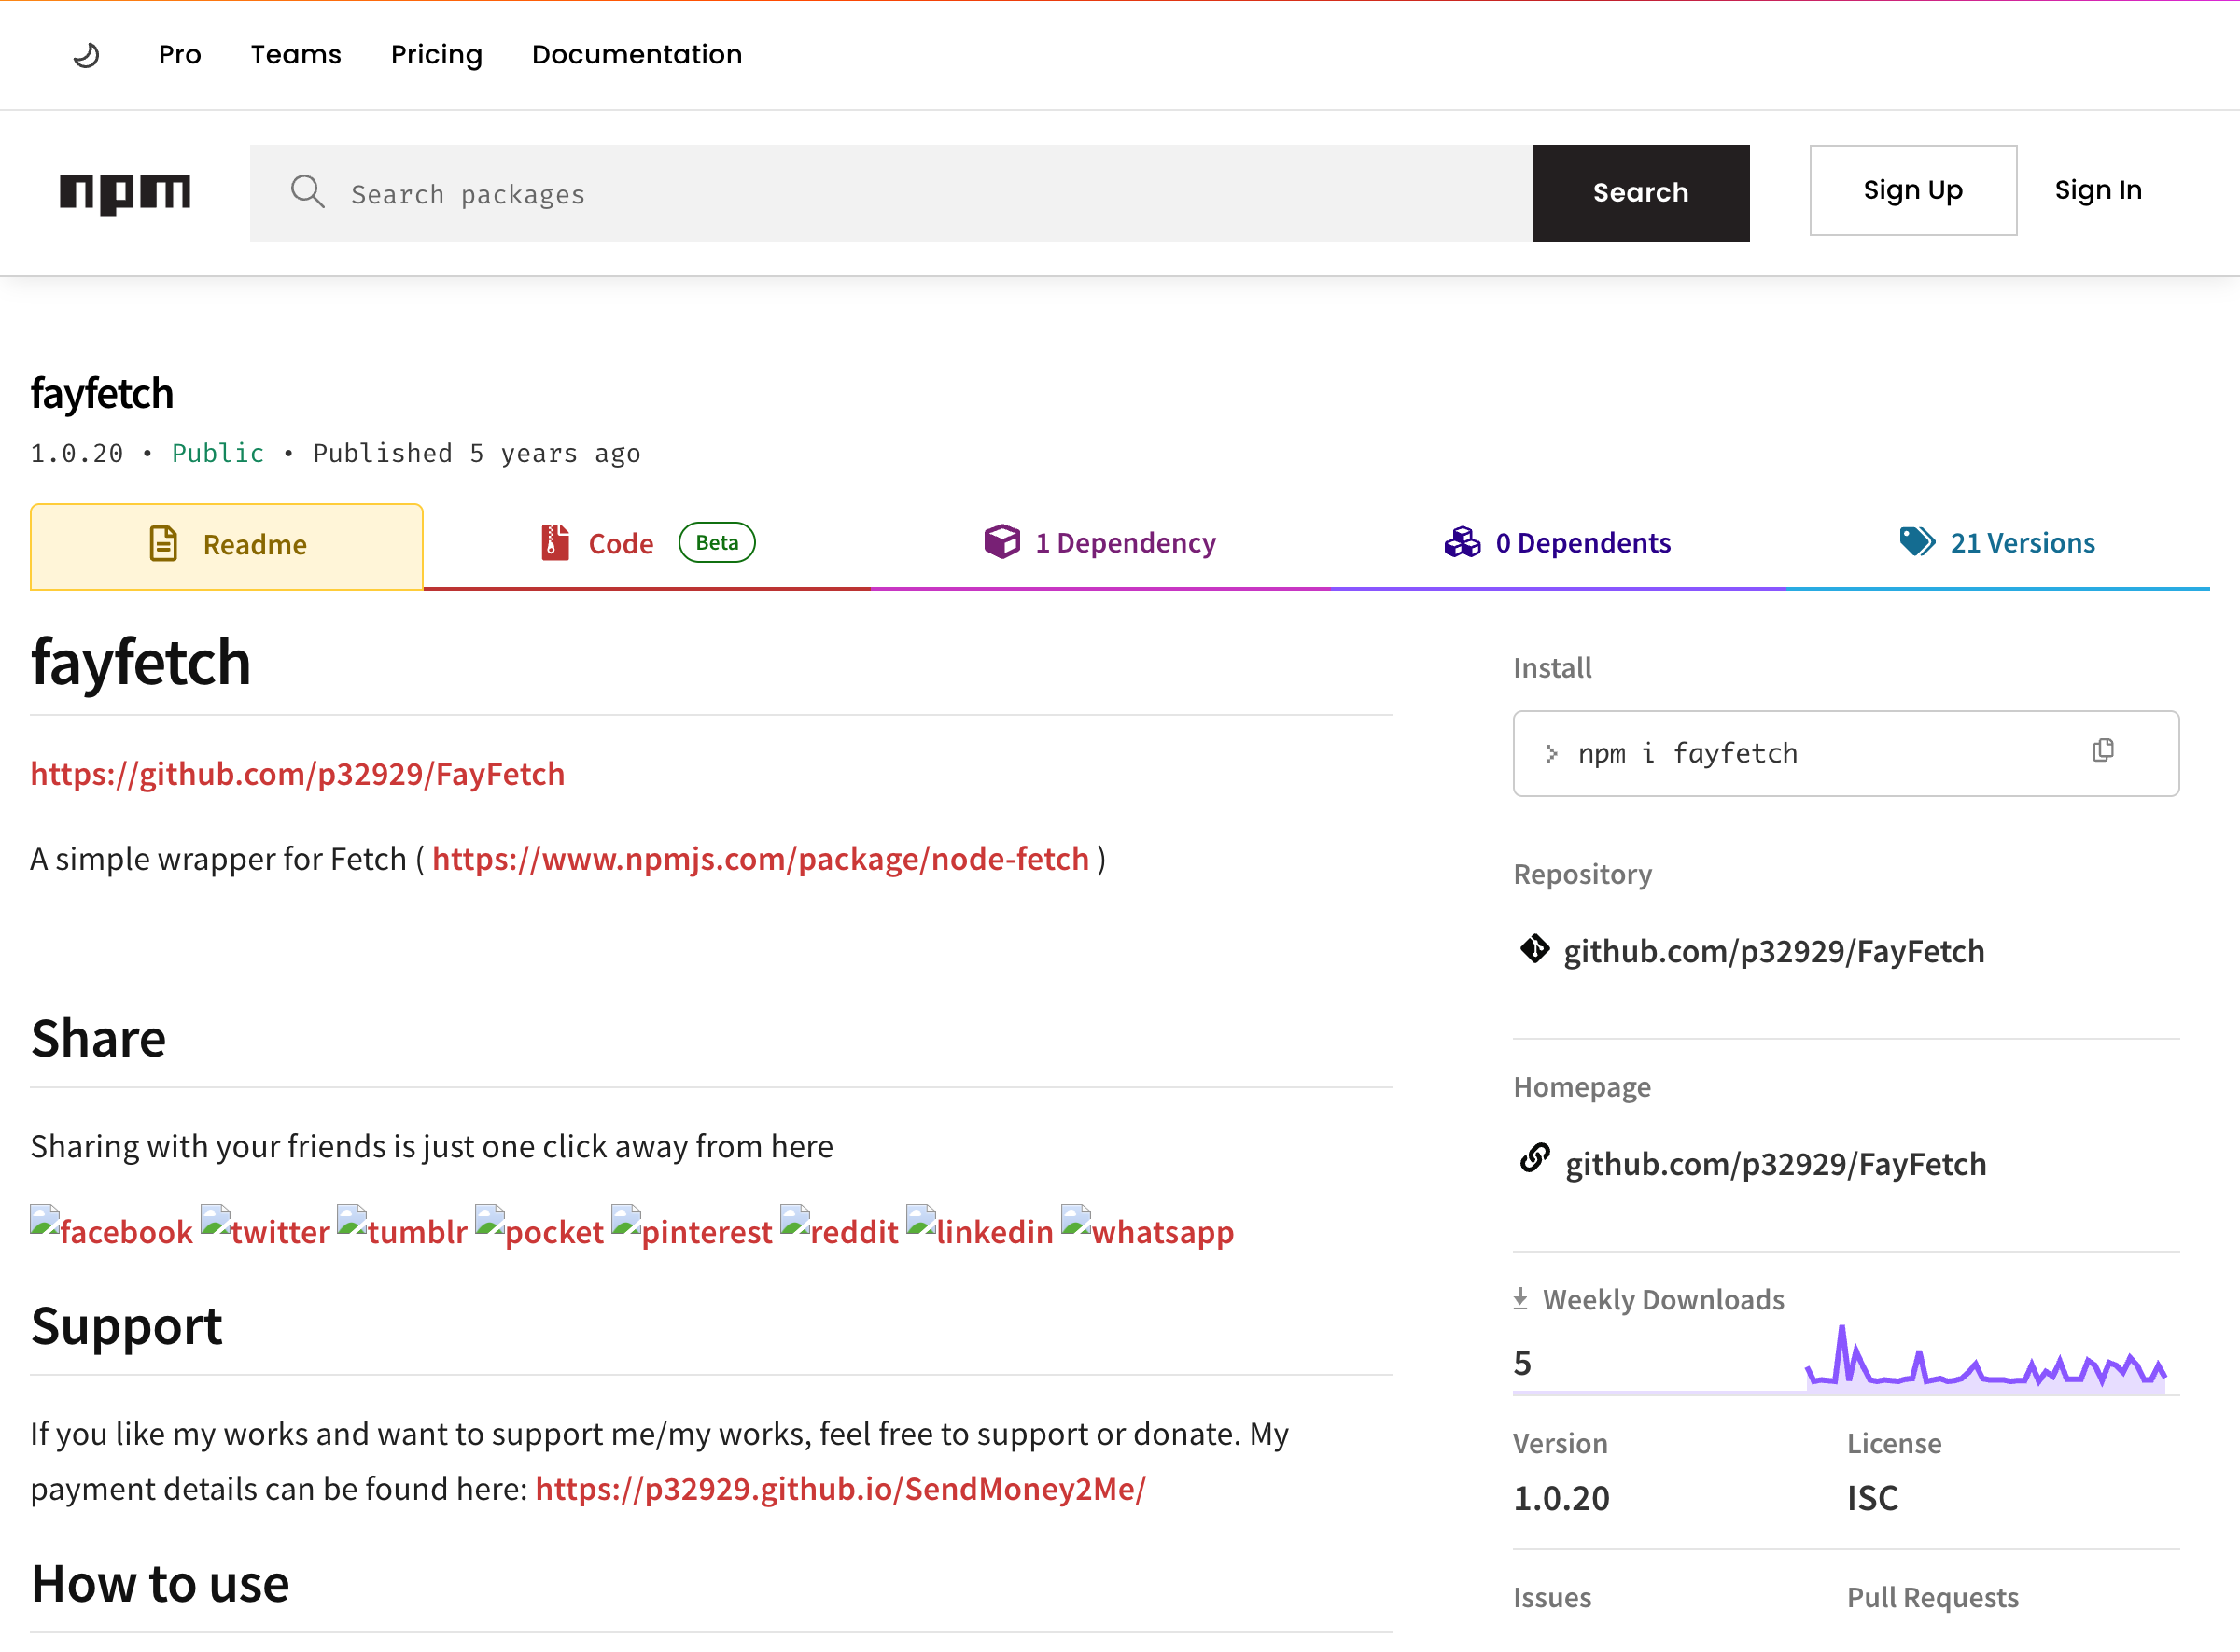 Pro Teams Pricing Documentation
npm
Search packages
Search
Sign Up
Sign In
fayfetch
1.0.20 • Public • Published 5 years ago
Readme
Code Beta
1 Dependency
0 Dependents
21 Versions
fayfetch
https://github.com/p32929/FayFetch
A simple wrapper for Fetch ( https://www.npmjs.com/package/node-fetch )
Share
Sharing with your friends is just one click away from here
facebook twitter tumblr pocket pinterest reddit linkedin whatsapp
Support
If you like my works and want to support me/my works, feel free to support or donate. My
payment details can be found here: https://p32929.github.io/SendMoney2Me/
How to use
Install
npm i fayfetch
Repository
github.com/p32929/FayFetch
Homepage
github.com/p32929/FayFetch
Weekly Downloads
5
Version
1.0.20
License
ISC
Issues
Pull Requests